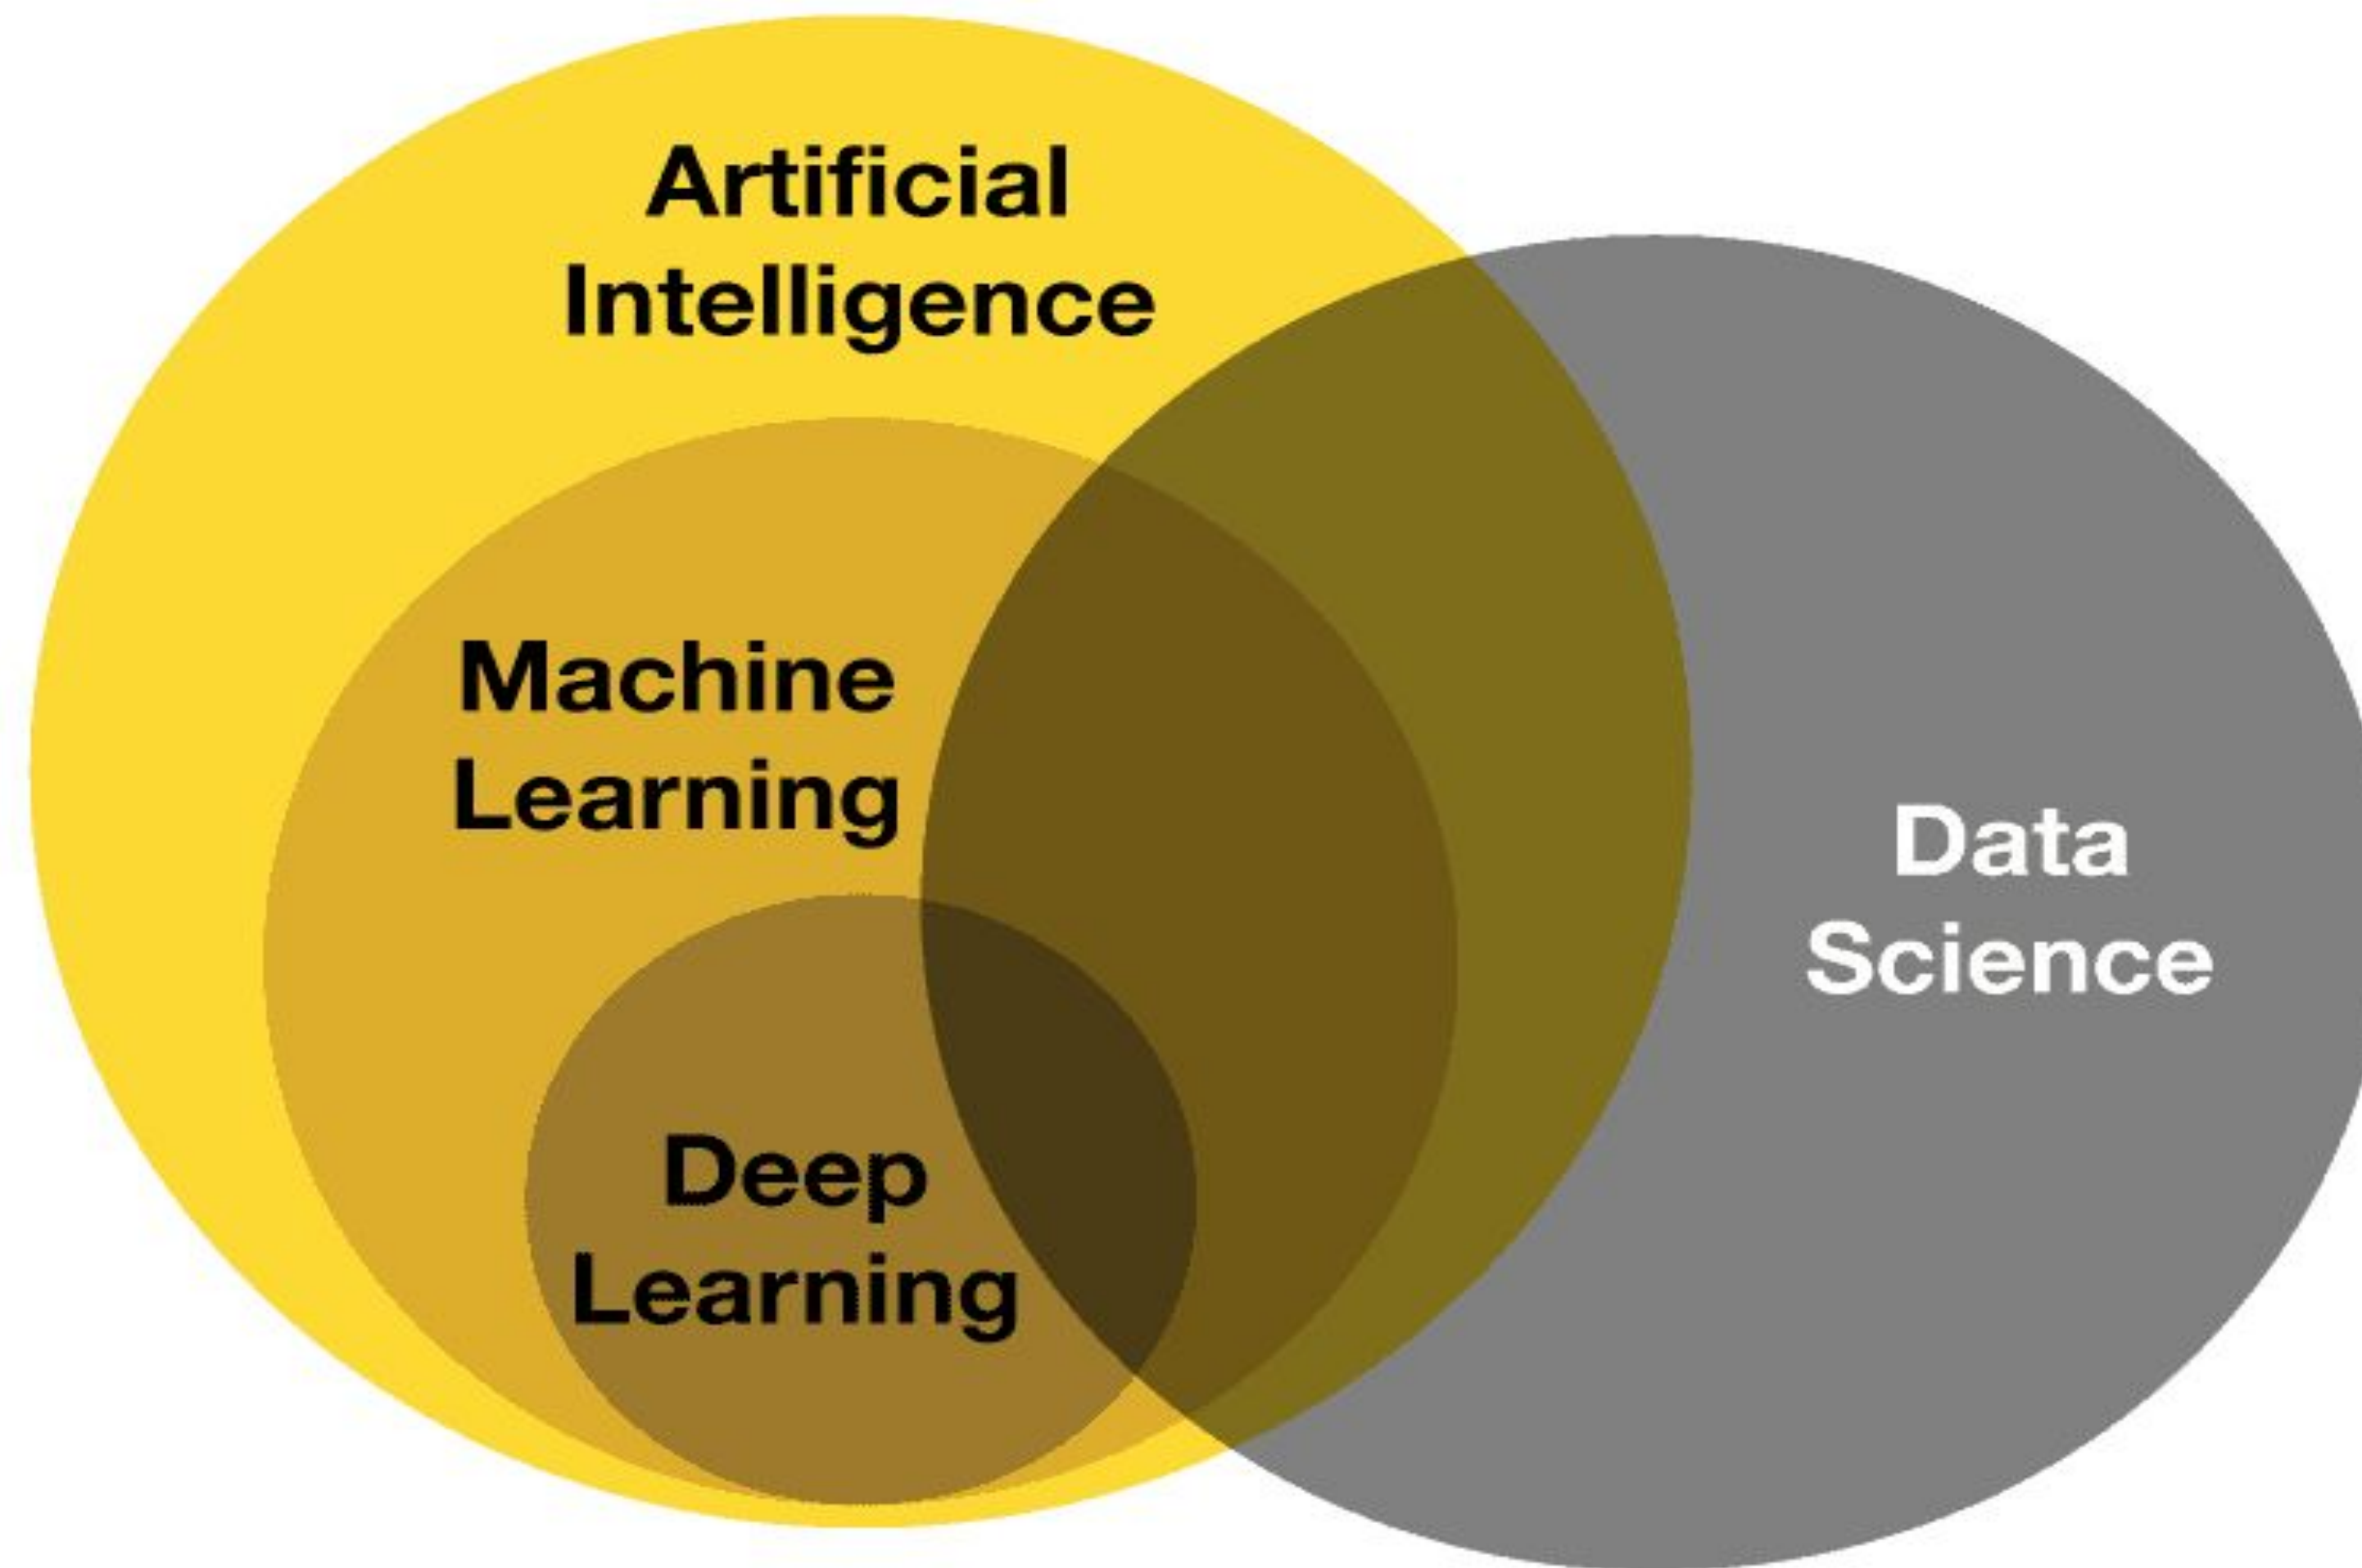 Artificial
Intelligence
Machine
Learning
Deep
Learning
Data
Science